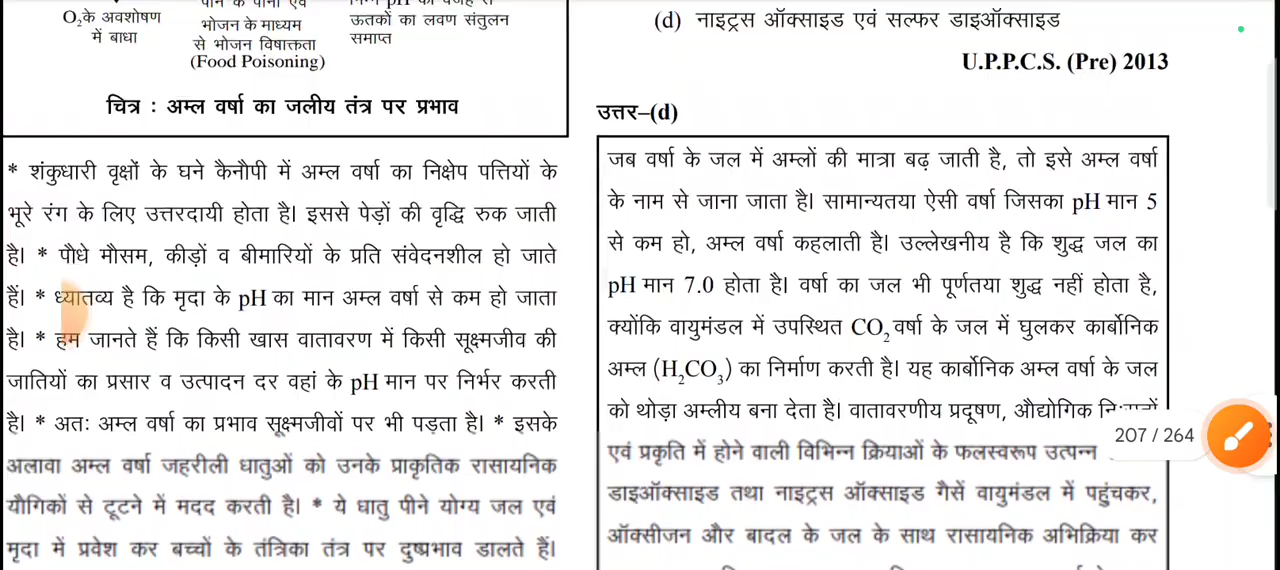 O₂के अवशोषण
में बाधा
भोजन के माध्यम
से भोजन विषाक्तता
(Food Poisoning)
ऊतकों का लवण संतुलन
समाप्त
चित्र : अम्ल वर्षा का जलीय तंत्र पर प्रभाव
* शंकुधारी वृक्षों के घने कैनौपी में अम्ल वर्षा का निक्षेप पत्तियों के
भूरे रंग के लिए उत्तरदायी होता है। इससे पेड़ों की वृद्धि रुक जाती
है। * पौधे मौसम, कीड़ों व बीमारियों के प्रति संवेदनशील हो जाते
हैं। * ध्यातव्य है कि मृदा के pH का मान अम्ल वर्षा से कम हो जाता
है। * हम जानते हैं कि किसी खास वातावरण में किसी सूक्ष्मजीव की
जातियों का प्रसार व उत्पादन दर वहां के pH मान पर निर्भर करती
है। * अतः अम्ल वर्षा का प्रभाव सूक्ष्मजीवों पर भी पड़ता है। * इसके
अलावा अम्ल वर्षा जहरीली धातुओं को उनके प्राकृतिक रासायनिक
यौगिकों से टूटने में मदद करती है। * ये धातु पीने योग्य जल एवं
मृदा में प्रवेश कर बच्चों के तंत्रिका तंत्र पर दुष्प्रभाव डालते हैं।
(d) नाइट्रस ऑक्साइड एवं सल्फर डाइऑक्साइड
U.P.P.C.S. (Pre) 2013
उत्तर–(d)
जब वर्षा के जल में अम्लों की मात्रा बढ़ जाती है, तो इसे अम्ल वर्षा
के नाम से जाना जाता है। सामान्यतया ऐसी वर्षा जिसका pH मान 5
से कम हो, अम्ल वर्षा कहलाती है। उल्लेखनीय है कि शुद्ध जल का
pH मान 7.0 होता है। वर्षा का जल भी पूर्णतया शुद्ध नहीं होता है,
क्योंकि वायुमंडल में उपस्थित CO₂ वर्षा के जल में घुलकर कार्बोनिक
अम्ल (H₂CO₃) का निर्माण करती है। यह कार्बोनिक अम्ल वर्षा के जल
को थोड़ा अम्लीय बना देता है। वातावरणीय प्रदूषण, औद्योगिक
एवं प्रकृति में होने वाली विभिन्न क्रियाओं के फलस्वरूप उत्पन्न
डाइऑक्साइड तथा नाइट्रस ऑक्साइड गैसें वायुमंडल में पहुंचकर,
ऑक्सीजन और बादल के जल के साथ रासायनिक अभिक्रिया कर
207 / 264